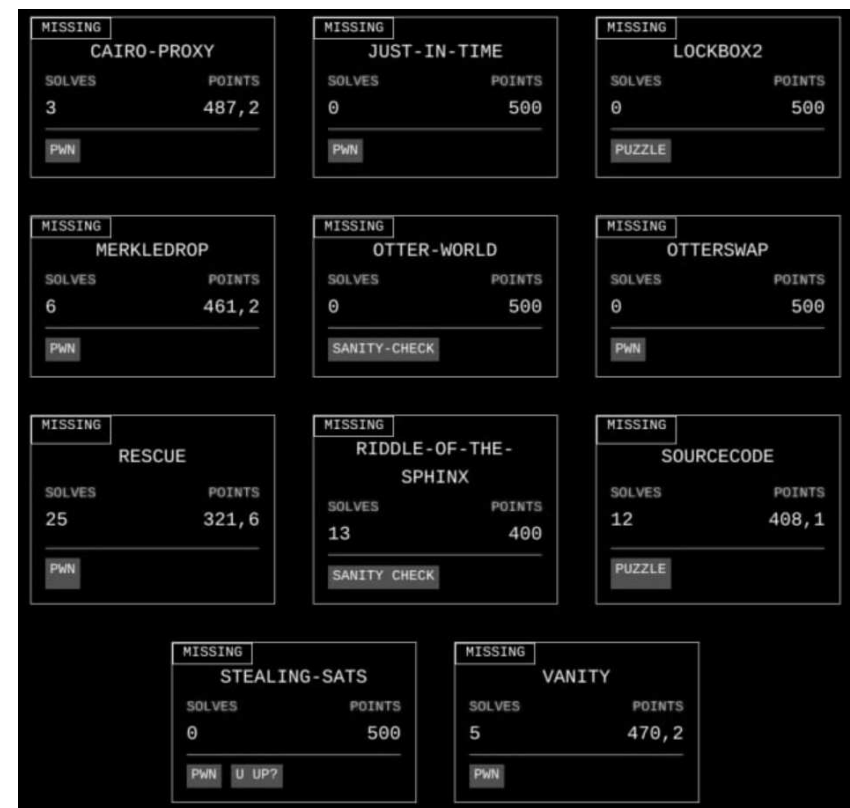 MISSING
CAIRO-PROXY
SOLVES POINTS
3 487,2
PWN
MISSING
JUST-IN-TIME
SOLVES POINTS
0 500
PWN
MISSING
LOCKBOX2
SOLVES POINTS
0 500
PUZZLE
MISSING
MERKLEDROP
SOLVES POINTS
6 461,2
PWN
MISSING
OTTER-WORLD
SOLVES POINTS
0 500
SANITY-CHECK
MISSING
OTTERSWAP
SOLVES POINTS
0 500
PWN
MISSING
RESCUE
SOLVES POINTS
25 321,6
PWN
MISSING
RIDDLE-OF-THE-
SPHINX
SOLVES POINTS
13 400
SANITY CHECK
MISSING
SOURCECODE
SOLVES POINTS
12 408,1
PUZZLE
MISSING
STEALING-SATS
SOLVES POINTS
0 500
PWN U UP?
MISSING
VANITY
SOLVES POINTS
5 470,2
PWN